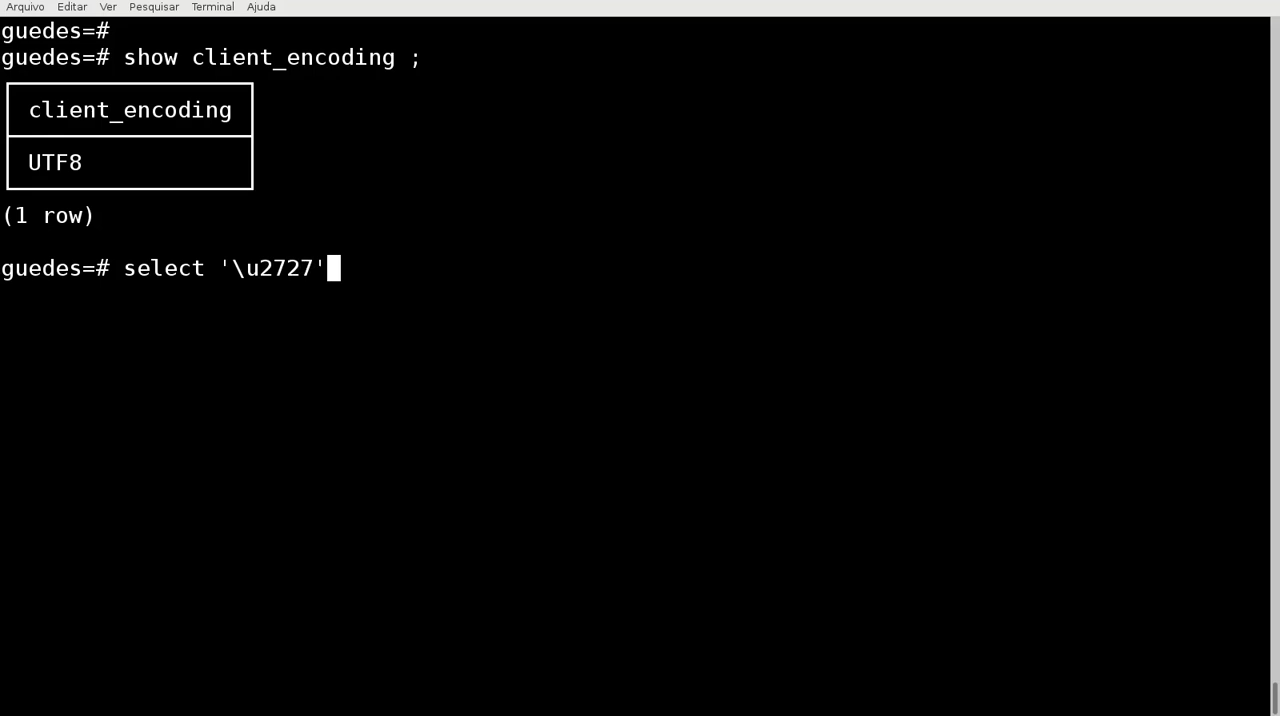 Arquivo Editar Ver Pesquisar Terminal Ajuda
guedes=#
guedes=# show client_encoding ;
client_encoding
UTF8
(1 row)
guedes=# select '\u2727'